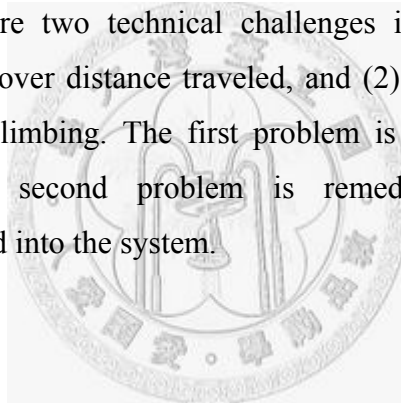 re two technical challenges i
over distance traveled, and (2)
limbing. The first problem is
second problem is remed
d into the system.